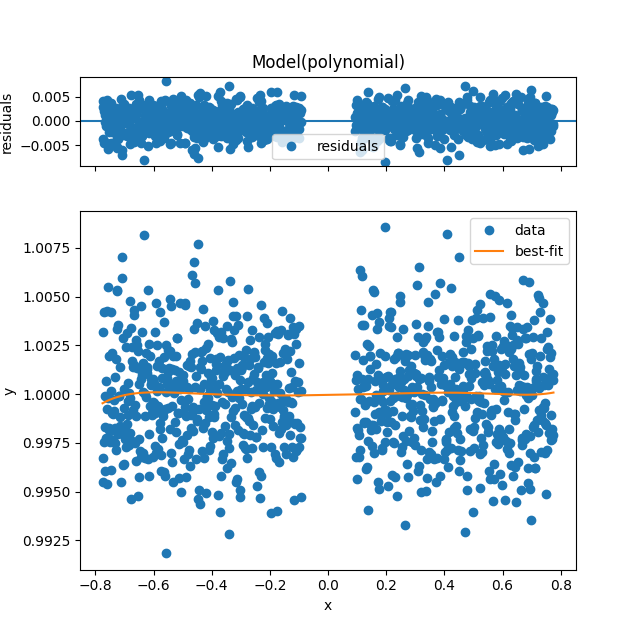 Model(polynomial)
residuals
0.005
0.000
−0.005
residuals
y
1.0075
1.0050
1.0025
1.0000
0.9975
0.9950
0.9925
data
best-fit
−0.8 −0.6 −0.4 −0.2 0.0 0.2 0.4 0.6 0.8
x